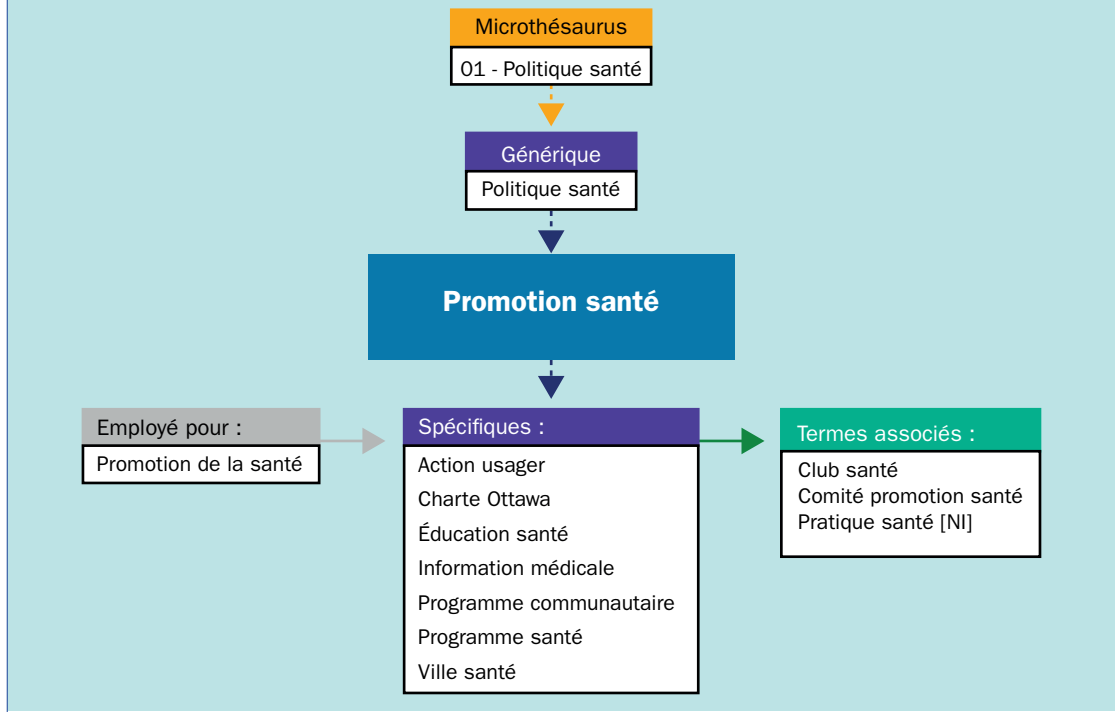 Microthésaurus
01 - Politique santé
Générique
Politique santé
Promotion santé
Employé pour :
Promotion de la santé
Spécifiques :
Action usager
Charte Ottawa
Éducation santé
Information médicale
Programme communautaire
Programme santé
Ville santé
Termes associés :
Club santé
Comité promotion santé
Pratique santé [NI]